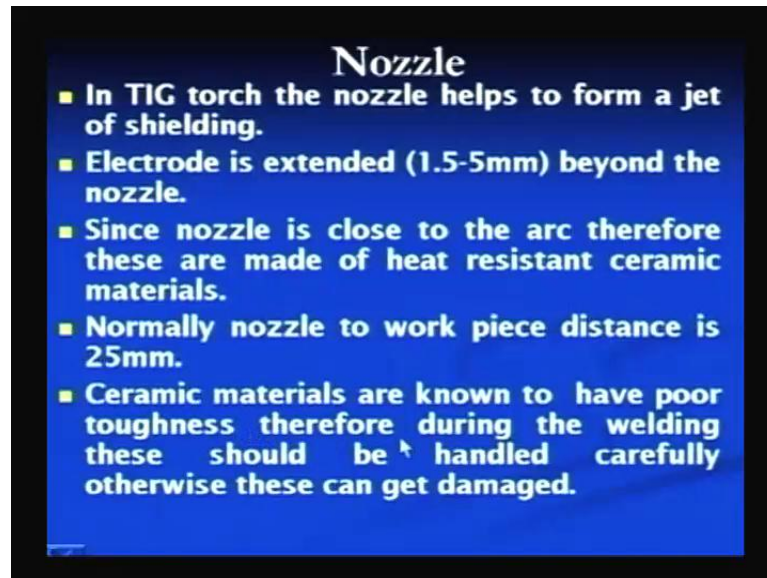 Nozzle
In TIG torch the nozzle helps to form a jet
of shielding.
Electrode is extended (1.5-5mm) beyond the
nozzle.
Since nozzle is close to the arc therefore
these are made of heat resistant ceramic
materials.
Normally nozzle to work piece distance is
25mm.
Ceramic materials are known to have poor
toughness therefore during the welding
these should be handled carefully
otherwise these can get damaged.